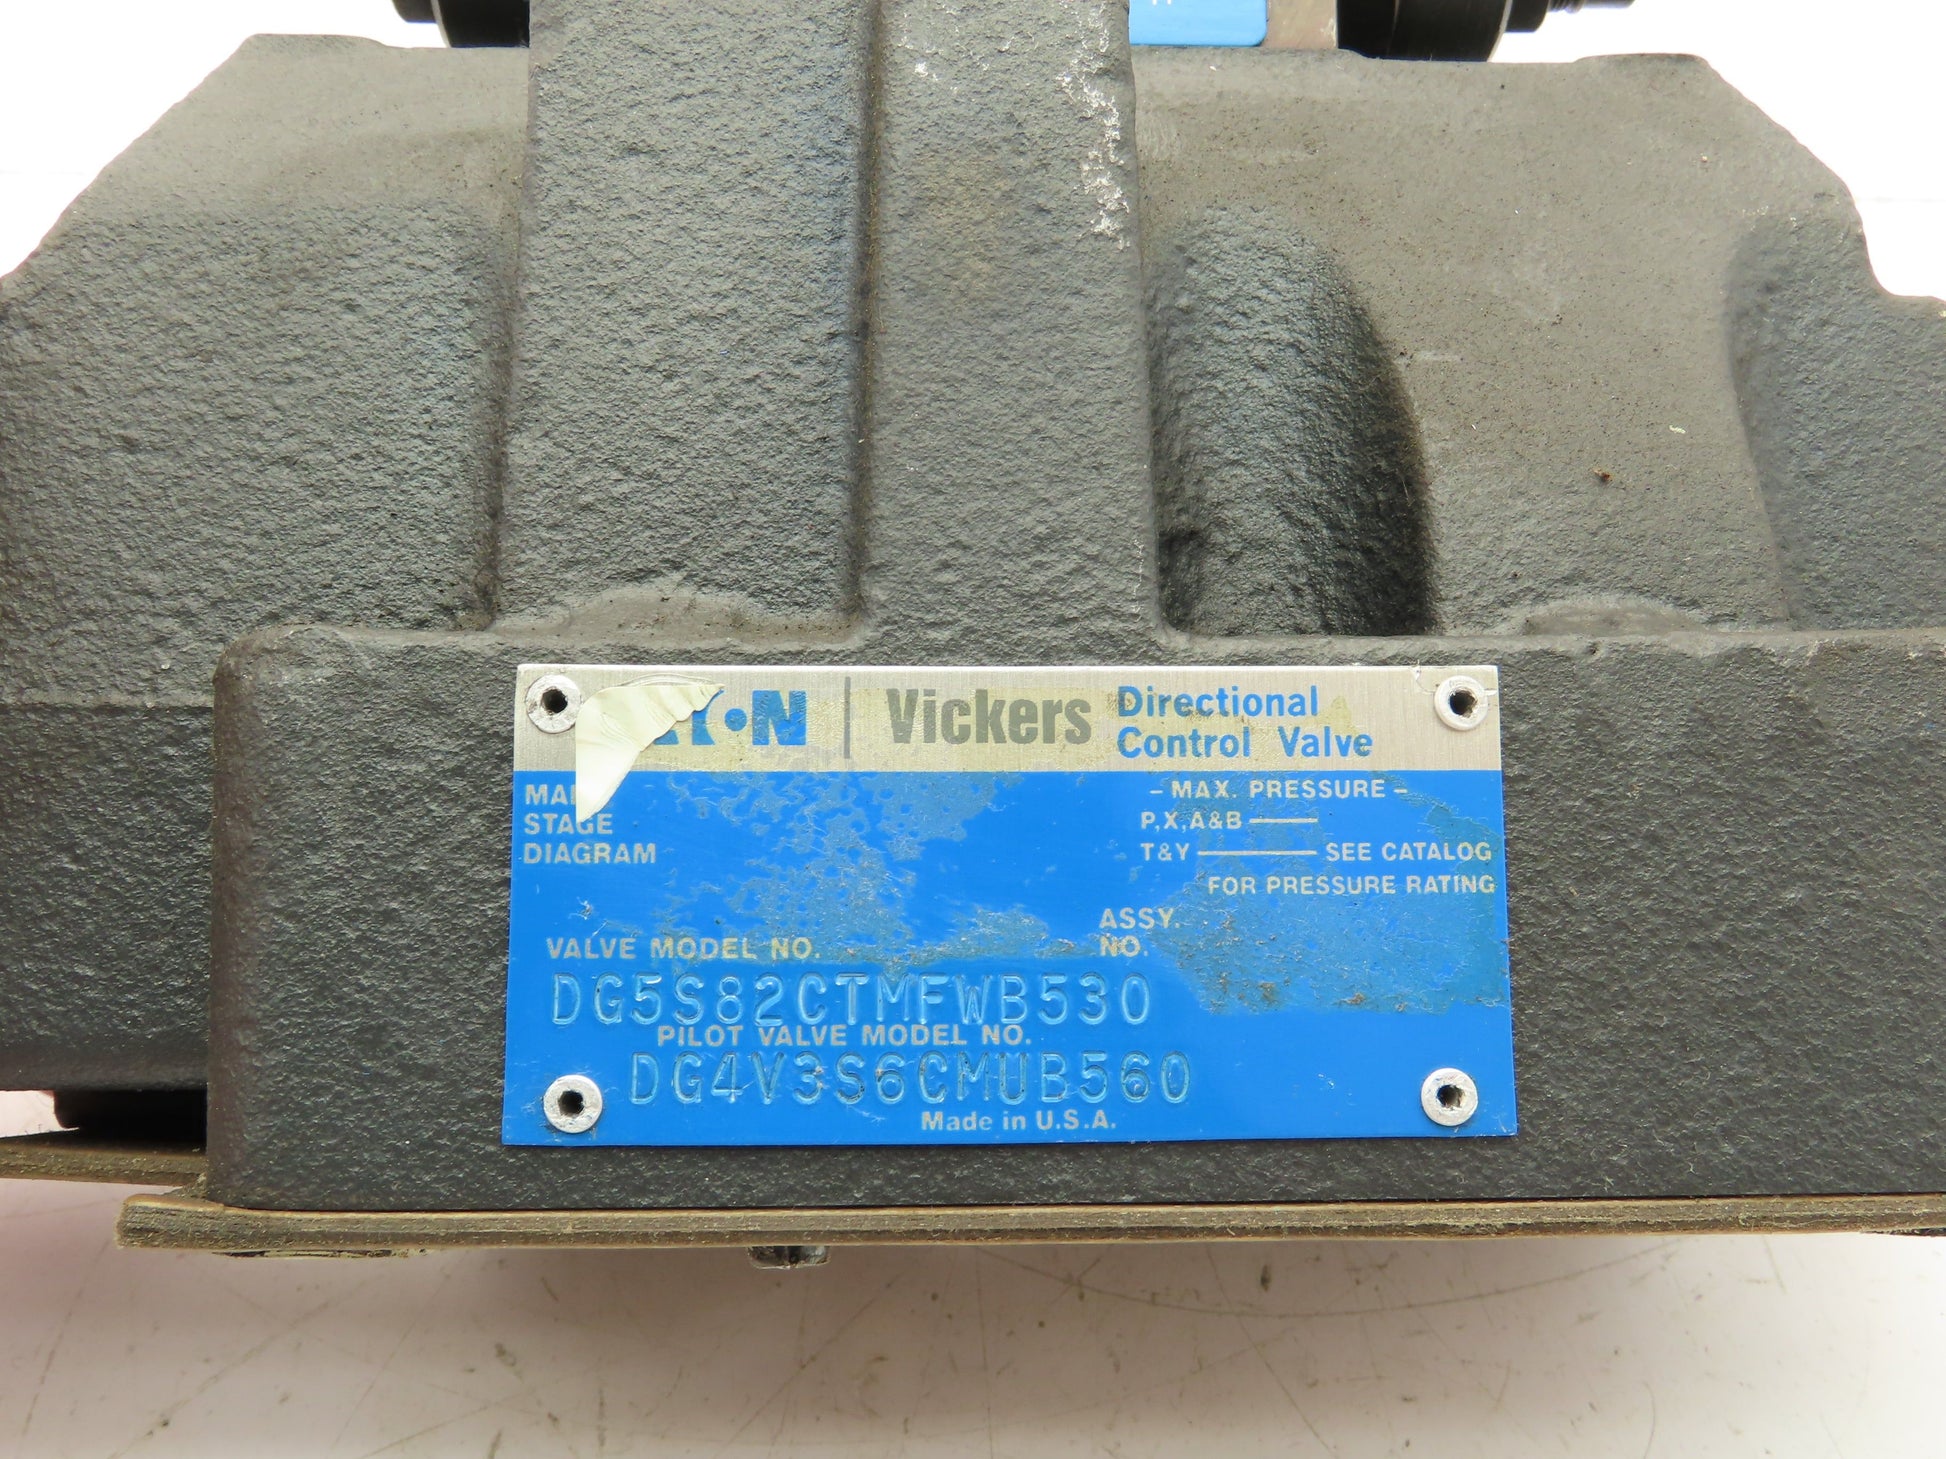 Vickers
Directional
Control Valve
STAGE
DIAGRAM
- MAX. PRESSURE -
P,X,A&B
T&Y SEE CATALOG
FOR PRESSURE RATING
ASSY.
NO.
VALVE MODEL NO.
DG5S82CTMFWB530
PILOT VALVE MODEL NO.
DG4V3S6CMUB560
Made in U.S.A.